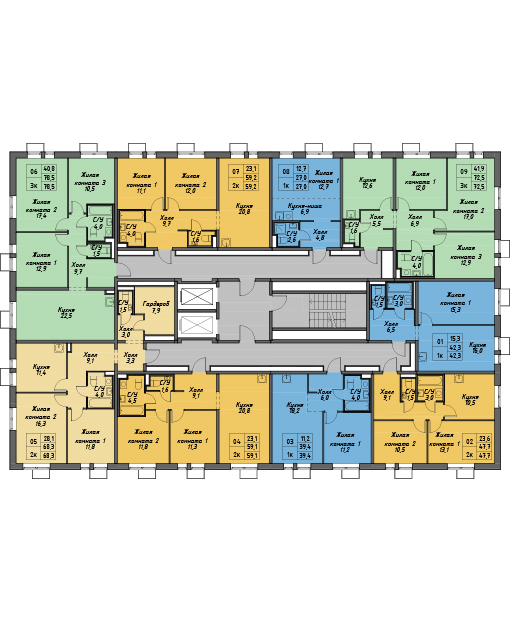 06
40,8
78,5
3к
78,5
Жилая
комната 2
17,4
Жилая
комната 3
10,5
С/У
4,0
С/У
1,5
Жилая
комната 1
12,9
Холл
9,7
Кухня
22,5
Жилая
комната 1
11,1
Жилая
комната 2
12,0
Холл
9,7
С/У
4,0
С/У
1,6
07
23,1
59,2
2к
59,2
Кухня
20,8
08
12,7
27,0
1к
27,0
Жилая
комната 1
12,7
Кухня-ниша
6,9
С/У
2,6
Холл
4,8
Кухня
12,6
С/У
1,6
Холл
5,5
Жилая
комната 1
12,0
Холл
6,9
С/У
4,0
09
41,9
72,5
3к
72,5
Жилая
комната 2
17,0
Жилая
комната 3
12,9
С/У
1,5
Гардероб
7,9
Холл
3,0
Холл
3,3
С/У
1,5
С/У
3,0
Холл
6,5
Жилая
комната 1
15,3
01
15,3
42,3
1к
42,3
Кухня
16,0
Кухня
11,4
Холл
9,1
С/У
4,0
Жилая
комната 2
16,3
Жилая
комната 1
11,8
05
28,1
68,3
2к
68,3
С/У
4,5
С/У
1,6
Холл
9,1
Жилая
комната 2
11,8
Жилая
комната 1
11,3
Кухня
20,8
04
23,1
59,1
2к
59,1
Кухня
18,2
Холл
6,0
С/У
4,0
03
11,2
39,4
1к
39,4
Жилая
комната 1
11,2
Холл
9,1
С/У
1,5
С/У
3,0
Кухня
10,5
Жилая
комната 2
10,5
Жилая
комната 1
13,1
02
23,6
47,7
2к
47,7